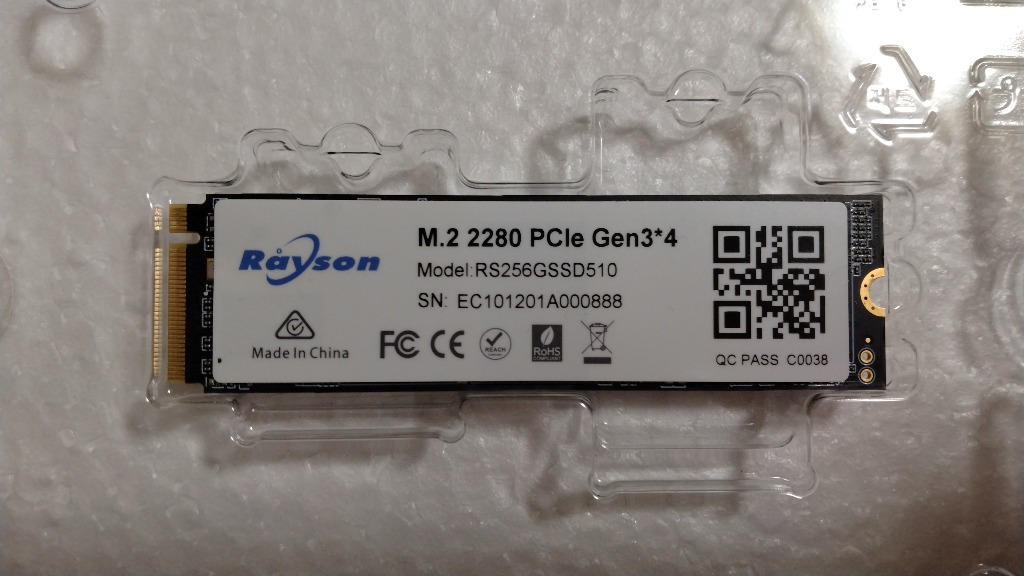 Rayson
M.2 2280 PCIe Gen3*4
Model:RS256GSSD510
SN: EC101201A000888
Made In China
FC CE
REACH
RoHS
COMPLIANT
QC PASS C0038